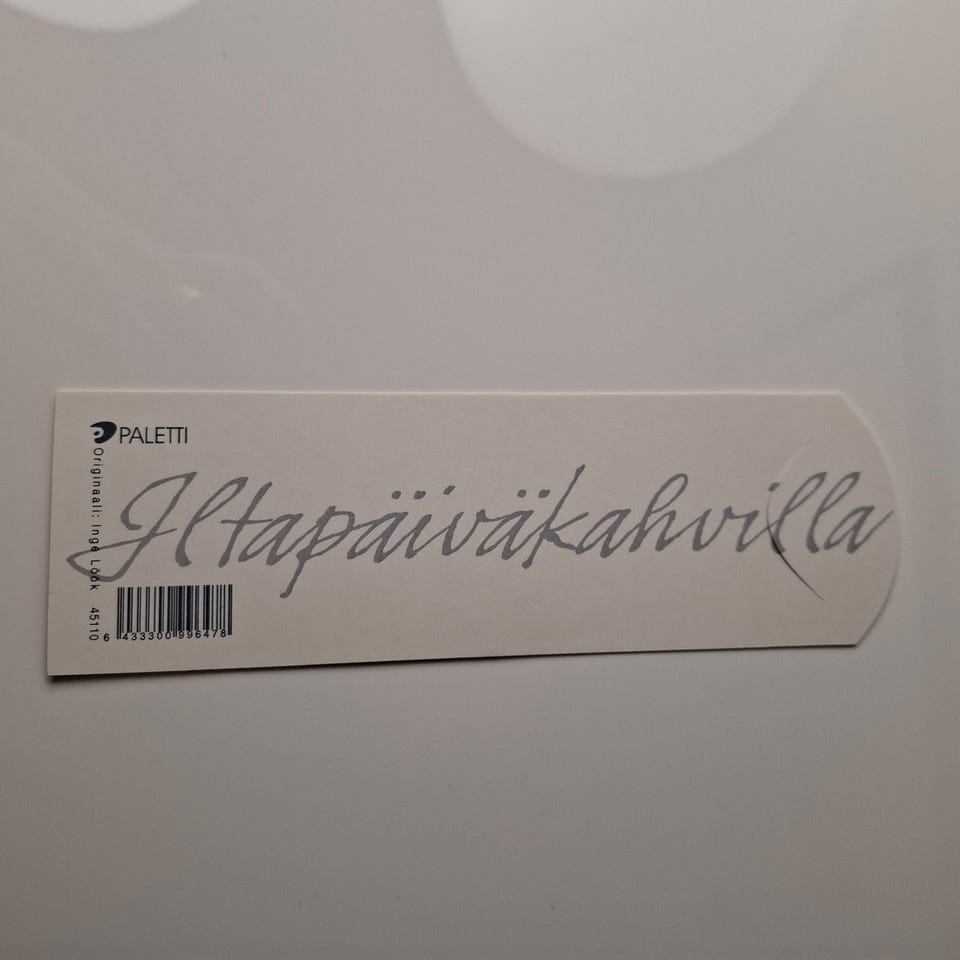 PALETTI
Originaali: Inge Löök 45110
Iltapäiväkahvilla
6 433300 996478